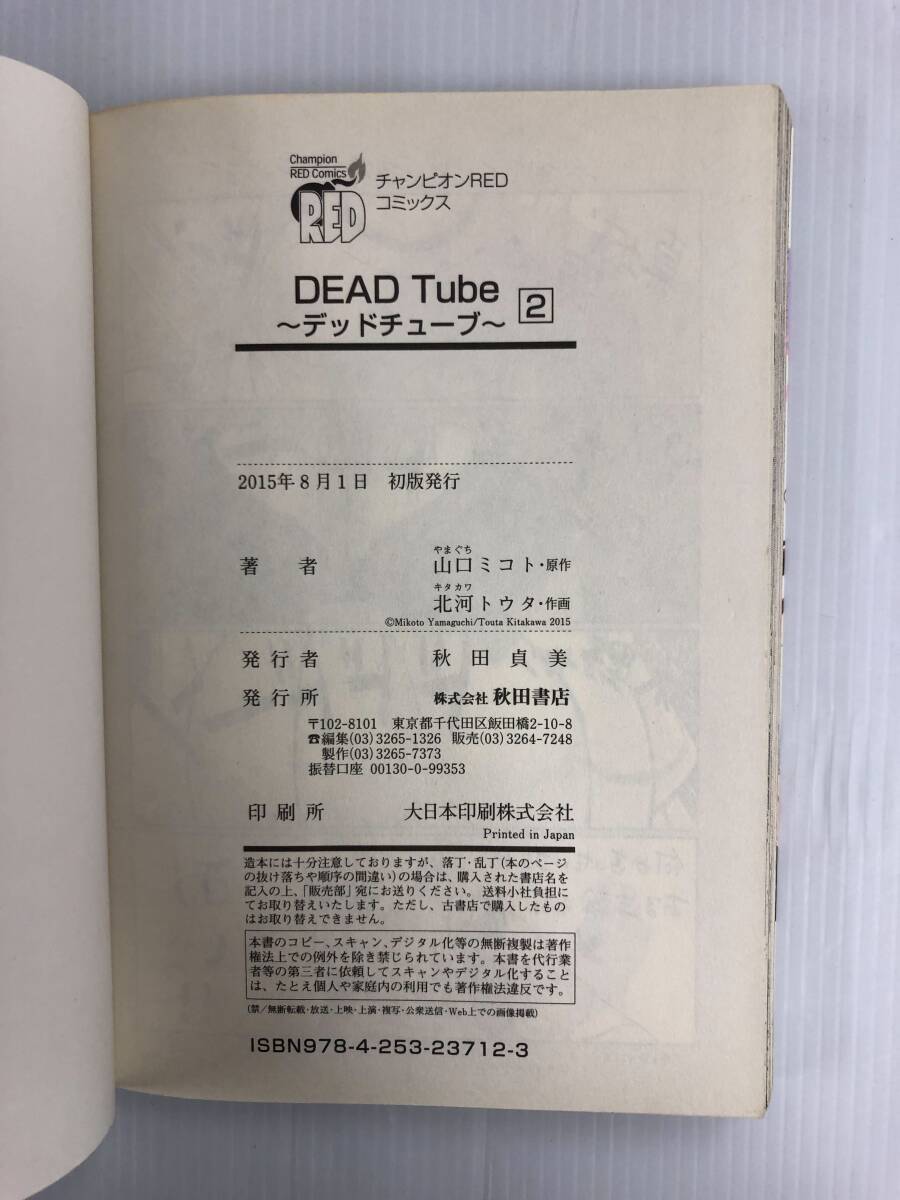 Champion
RED Comics
RED
チャンピオンRED
コミックス
DEAD Tube
～デッドチューブ～
2
2015年8月1日　初版発行
著者
やまぐち
山口ミコト・原作
キタカワ
北河トウタ・作画
©Mikoto Yamaguchi/Touta Kitakawa 2015
発行者　秋田貞美
発行所　株式会社 秋田書店
〒102-8101　東京都千代田区飯田橋2-10-8
☎編集(03)3265-1326 販売(03)3264-7248
製作(03)3265-7373
振替口座 00130-0-99353
印刷所　大日本印刷株式会社
Printed in Japan
造本には十分注意しておりますが、落丁・乱丁(本のページ
の抜け落ちや順序の間違い)の場合は、購入された書店名を
記入の上、「販売部」宛にお送りください。送料小社負担に
てお取り替えいたします。ただし、古書店で購入したもの
はお取り替えできません。
本書のコピー、スキャン、デジタル化等の無断複製は著作
権法上での例外を除き禁じられています。本書を代行業
者等の第三者に依頼してスキャンやデジタル化すること
は、たとえ個人や家庭内の利用でも著作権法違反です。
(禁/無断転載・放送・上映・上演・複写・公衆送信・Web上での画像掲載)
ISBN978-4-253-23712-3